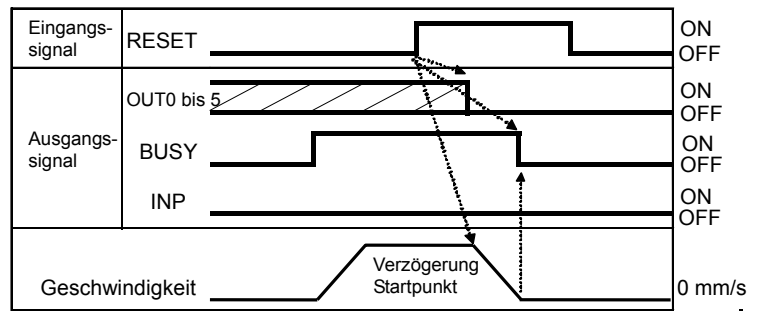 Eingangs-
signal
RESET
ON
OFF
Ausgangs-
signal
OUT0 bis 5
ON
OFF
BUSY
ON
OFF
INP
ON
OFF
Geschwindigkeit
Verzögerung
Startpunkt
0 mm/s